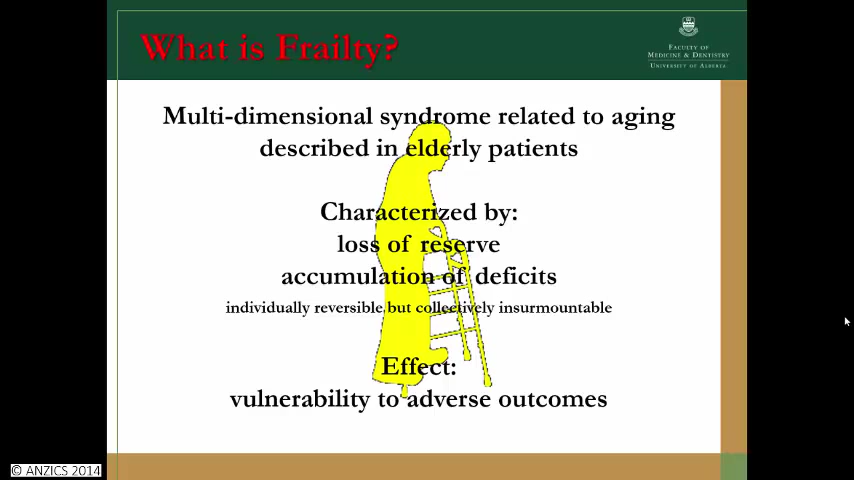 What is Frailty?
FACULTY OF
MEDICINE & DENTISTRY
UNIVERSITY OF ALBERTA
Multi-dimensional syndrome related to aging
described in elderly patients
Characterized by:
loss of reserve
accumulation of deficits
individually reversible but collectively insurmountable
Effect:
vulnerability to adverse outcomes
© ANZICS 2014